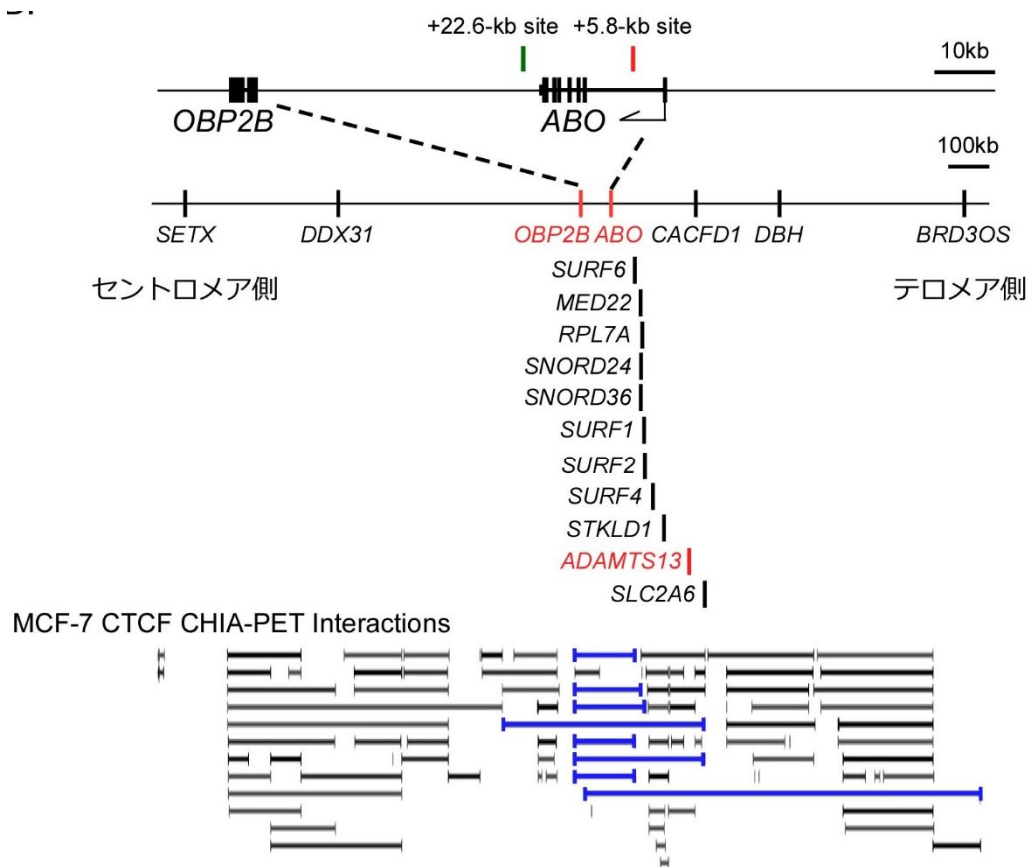 +22.6-kb site +5.8-kb site
10kb
OBP2B ABO
100kb
SETX DDX31 OBP2B ABO CACFD1 DBH BRD3OS
セントロメア側 テロメア側
SURF6
MED22
RPL7A
SNORD24
SNORD36
SURF1
SURF2
SURF4
STKLD1
ADAMTS13
SLC2A6
MCF-7 CTCF CHIA-PET Interactions